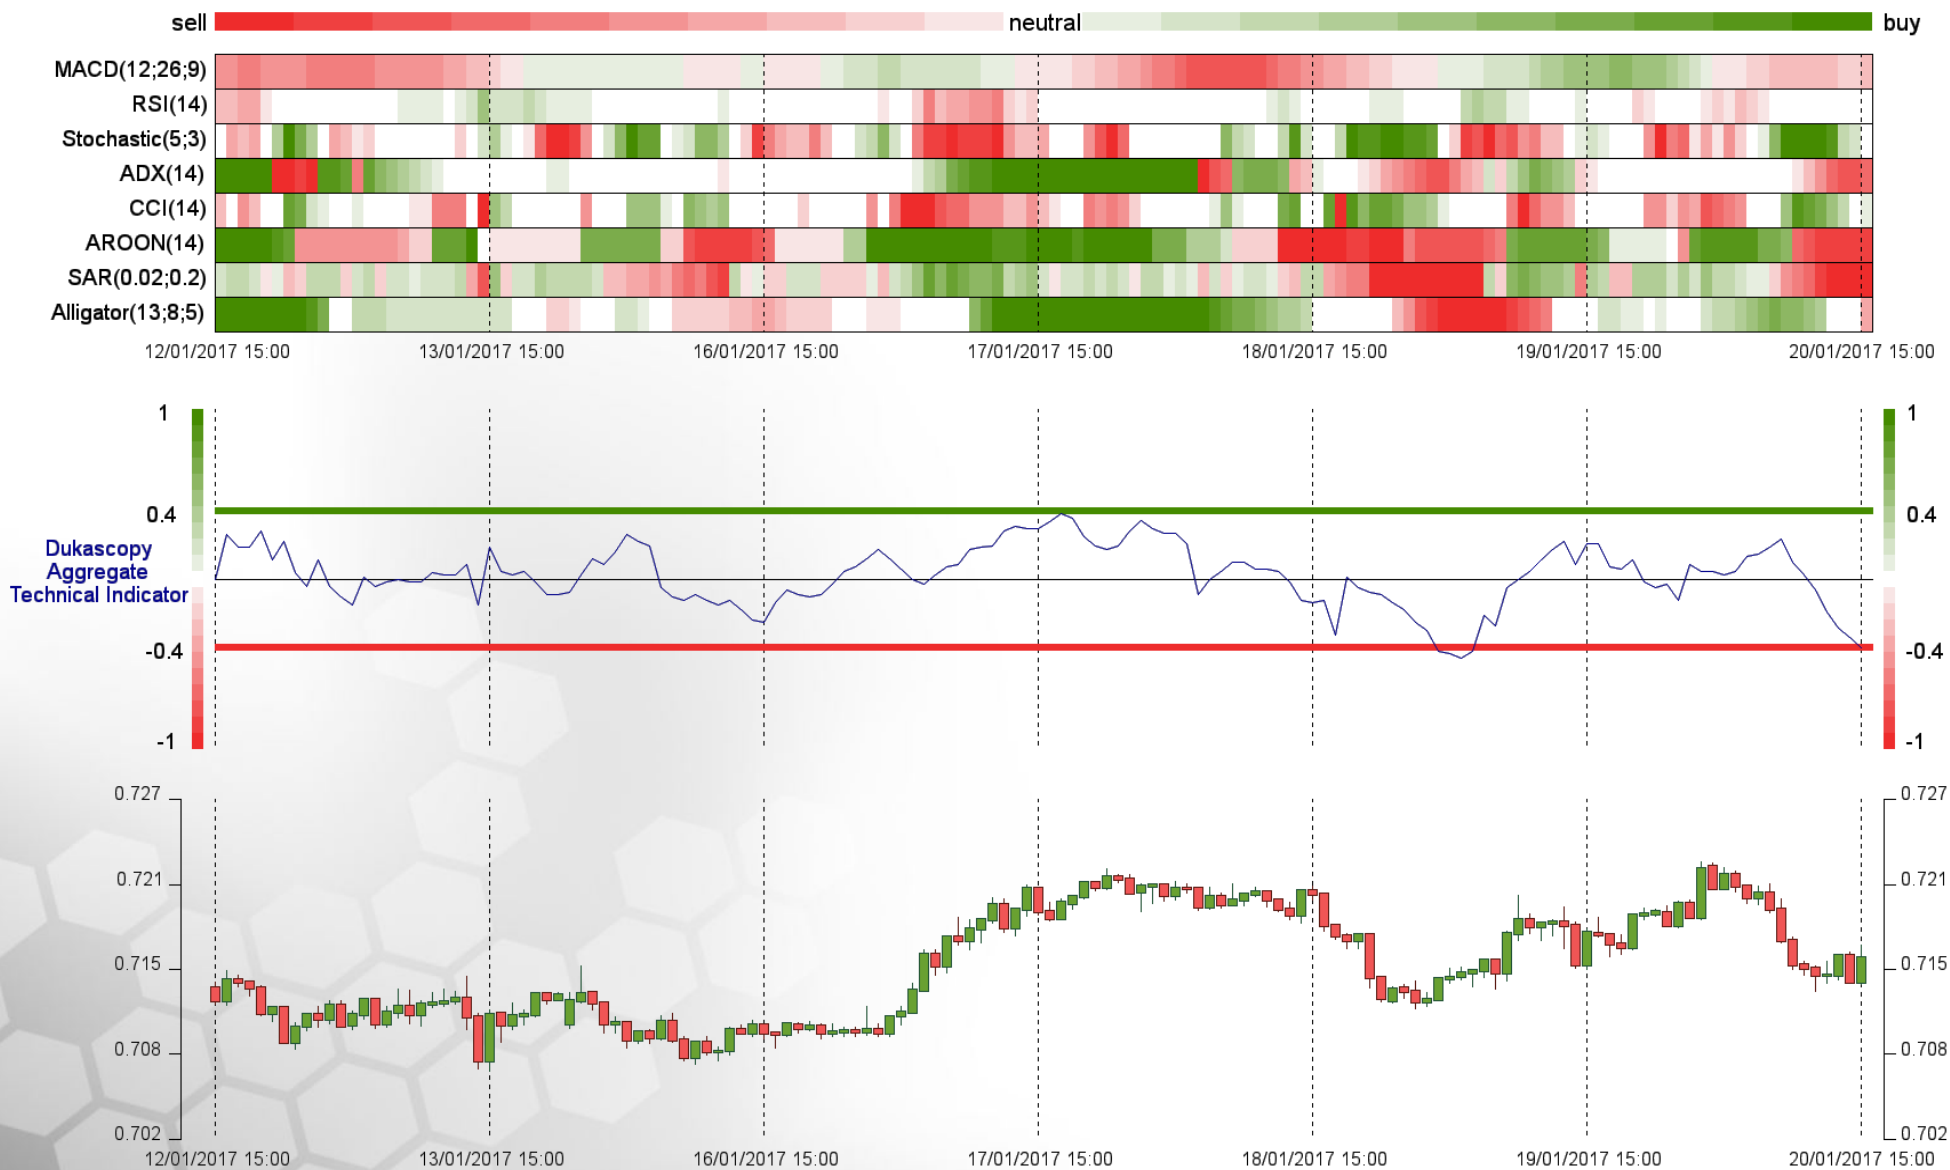 sell neutral buy
MACD(12;26;9)
RSI(14)
Stochastic(5;3)
ADX(14)
CCI(14)
AROON(14)
SAR(0.02;0.2)
Alligator(13;8;5)
12/01/2017 15:00 13/01/2017 15:00 16/01/2017 15:00 17/01/2017 15:00 18/01/2017 15:00 19/01/2017 15:00 20/01/2017 15:00
1 1
0.4 0.4
Dukascopy
Aggregate
Technical Indicator
-0.4 -0.4
-1 -1
0.727 0.727
0.721 0.721
0.715 0.715
0.708 0.708
0.702 0.702
12/01/2017 15:00 13/01/2017 15:00 16/01/2017 15:00 17/01/2017 15:00 18/01/2017 15:00 19/01/2017 15:00 20/01/2017 15:00